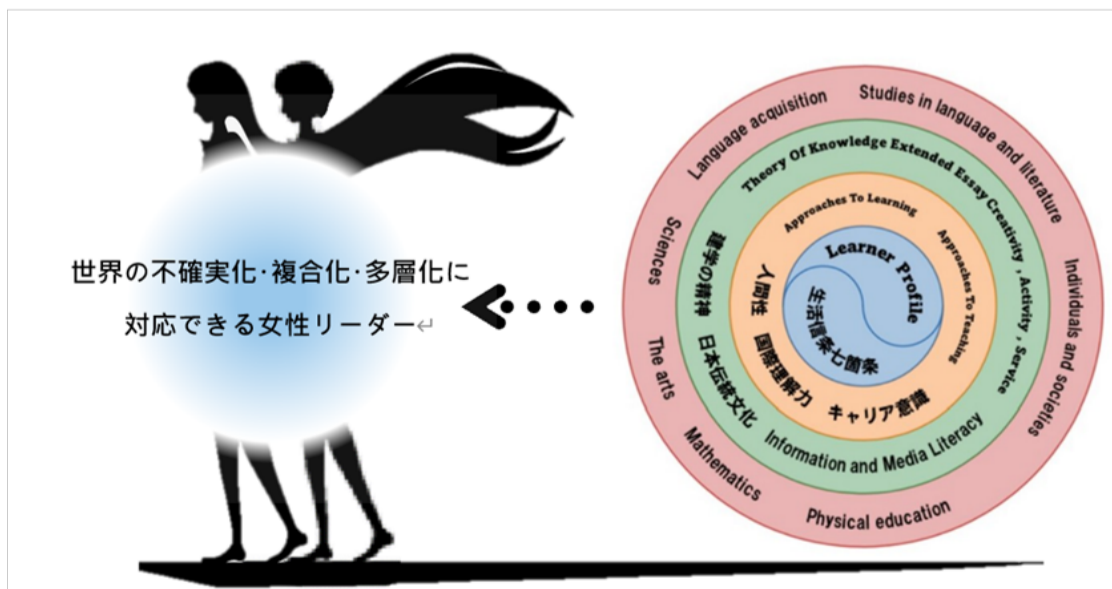 世界の不確実化･複合化･多層化に
対応できる女性リーダー↵
Language acquisition
Studies in language and literature
Individuals and societies
Physical education
Mathematics
The arts
Sciences
Theory Of Knowledge Extended Essay Creativity , Activity , Service
Information and Media Literacy
日本伝統文化
建学の精神
Approaches To Learning
Approaches To Teaching
キャリア意識
国際理解力
人間性
Learner Profile
生活信条七箇条